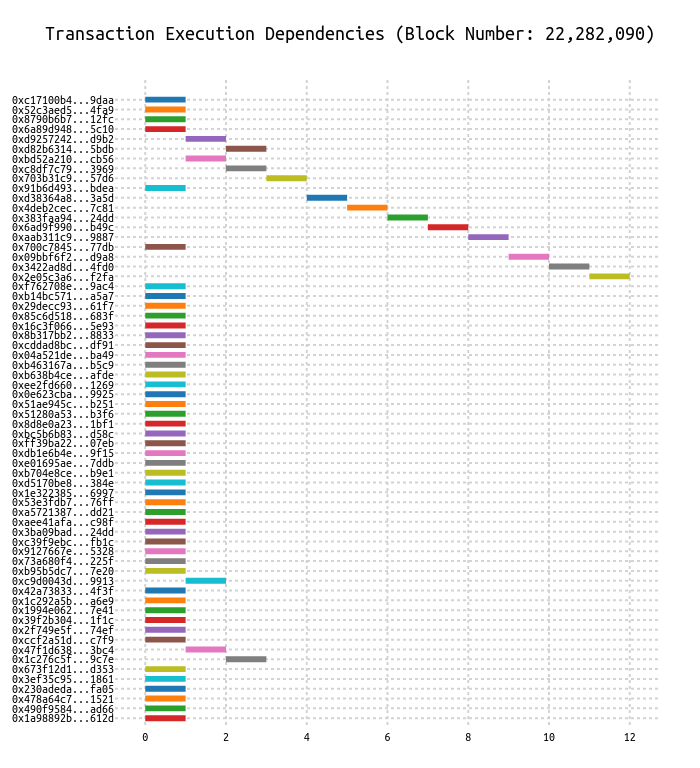 Transaction Execution Dependencies (Block Number: 22,282,090)
0xc17100b4...9daa
0x52c3aed5...4fa9
0x8790b6b7...12fc
0x6a89d948...5c10
0xd9257242...d9b2
0xd82b6314...5bdb
0xbd52a210...cb56
0xc8df7c79...3969
0x703b31c9...57d6
0x91b6d493...bdea
0xd38364a8...3a5d
0x4deb2cec...7c81
0x383faa94...24dd
0x6ad9f990...b49c
0xaab311c9...9887
0x700c7845...77db
0x09bbf6f2...d9a8
0x3422ad8d...4fd0
0x2e05c3a6...f2fa
0xf762708e...9ac4
0xb14bc571...a5a7
0x29decc93...61f7
0x85c6d518...683f
0x16c3f066...5e93
0x8b317bb2...8833
0xcddad8bc...df91
0x04a521de...ba49
0xb463167a...b5c9
0xb638b4ce...afde
0xee2fd660...1269
0x0e623cba...9925
0x51ae945c...b251
0x51280a53...b3f6
0x8d8e0a23...1bf1
0xbc5b6b83...d58c
0xff39ba22...07eb
0xdb1e6b4e...9f15
0xe01695ae...7ddb
0xb704e8ce...b9e1
0xd5170be8...384e
0x1e322385...6997
0x53e3fdb7...76ff
0xa5721387...dd21
0xaee41afa...c98f
0x3ba09bad...24dd
0xc39f9ebc...fb1c
0x9127667e...5328
0x73a680f4...225f
0xb95b5dc7...7e20
0xc9d0043d...9913
0x42a73833...4f3f
0x1c292a5b...a6e9
0x1994e062...7e41
0x39f2b304...1f1c
0x2f749e5f...74ef
0xccf2a51d...c7f9
0x47f1d638...3bc4
0x1c276c5f...9c7e
0x673f12d1...d353
0x3ef35c95...1861
0x230adeda...fa05
0x478a64c7...1521
0x490f9584...ad66
0x1a98892b...612d
0 2 4 6 8 10 12